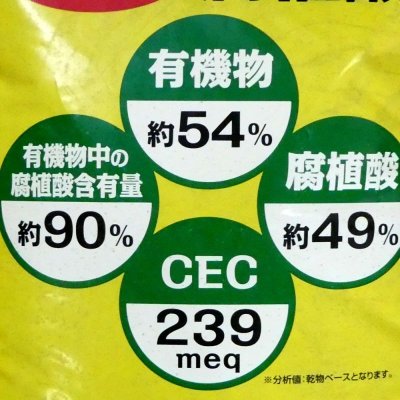 有機物
約54%
有機物中の
腐植酸含有量
約90%
腐植酸
約49%
CEC
239
meq
※分析値:乾物ベースとなります。